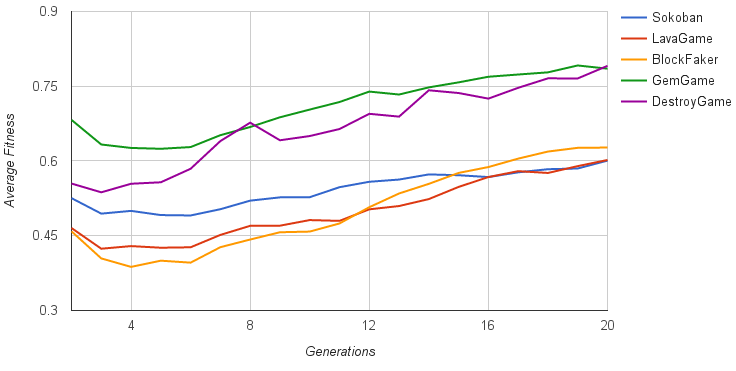 0.9
0.75
0.6
0.45
0.3
Average Fitness
4
8
12
16
20
Generations
Sokoban
LavaGame
BlockFaker
GemGame
DestroyGame